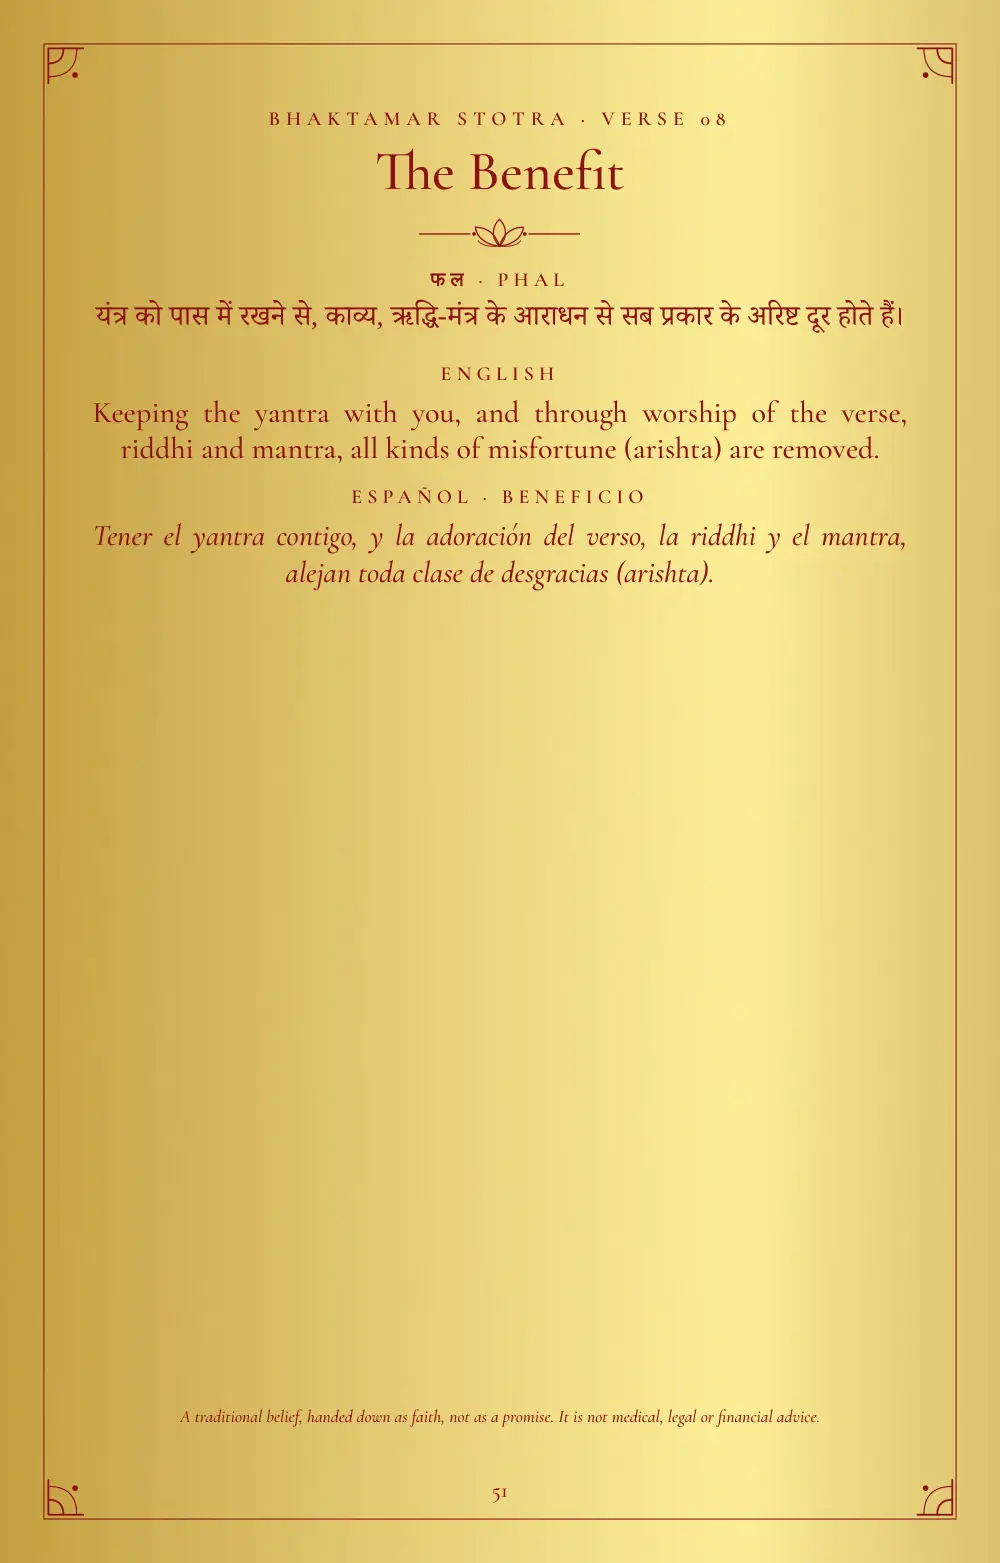 BHAKTAMAR STOTRA · VERSE 08
The Benefit
फल · PHAL
यंत्र को पास में रखने से, काव्य, ऋद्धि-मंत्र के आराधन से सब प्रकार के अरिष्ट दूर होते हैं।
ENGLISH
Keeping the yantra with you, and through worship of the verse,
riddhi and mantra, all kinds of misfortune (arishta) are removed.
ESPAÑOL · BENEFICIO
Tener el yantra contigo, y la adoración del verso, la riddhi y el mantra,
alejan toda clase de desgracias (arishta).
A traditional belief, handed down as faith, not as a promise. It is not medical, legal or financial advice.
51